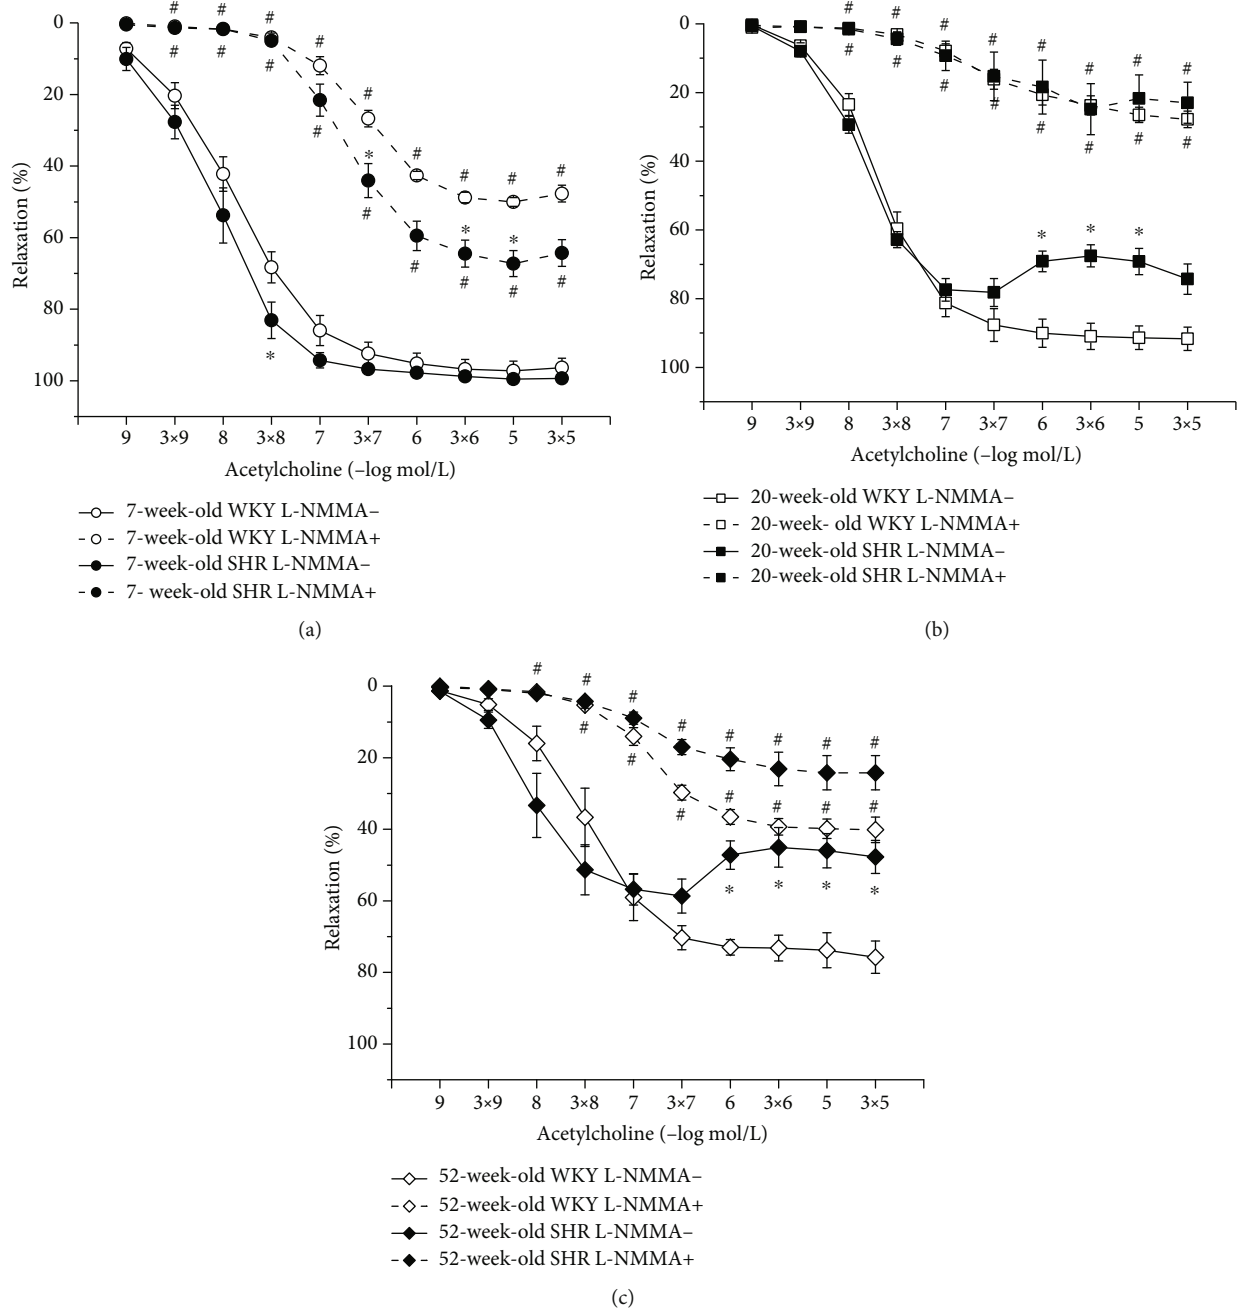 0
20
40
60
80
100
Relaxation (%)
# # # #
# # # #
# * # # # #
# * *
# # # #
*
9 3×9 8 3×8 7 3×7 6 3×6 5 3×5
Acetylcholine (–log mol/L)
7-week-old WKY L-NMMA–
7-week-old WKY L-NMMA+
7-week-old SHR L-NMMA–
7- week-old SHR L-NMMA+
(a)
0
20
40
60
80
100
Relaxation (%)
# # # # # # # #
# # # # # # # #
* * *
9 3×9 8 3×8 7 3×7 6 3×6 5 3×5
Acetylcholine (–log mol/L)
20-week-old WKY L-NMMA–
20-week- old WKY L-NMMA+
20-week-old SHR L-NMMA–
20-week-old SHR L-NMMA+
(b)
0
20
40
60
80
100
Relaxation (%)
# # # # # # # #
# # # # # # #
* * * *
9 3×9 8 3×8 7 3×7 6 3×6 5 3×5
Acetylcholine (–log mol/L)
52-week-old WKY L-NMMA–
52-week-old WKY L-NMMA+
52-week-old SHR L-NMMA–
52-week-old SHR L-NMMA+
(c)